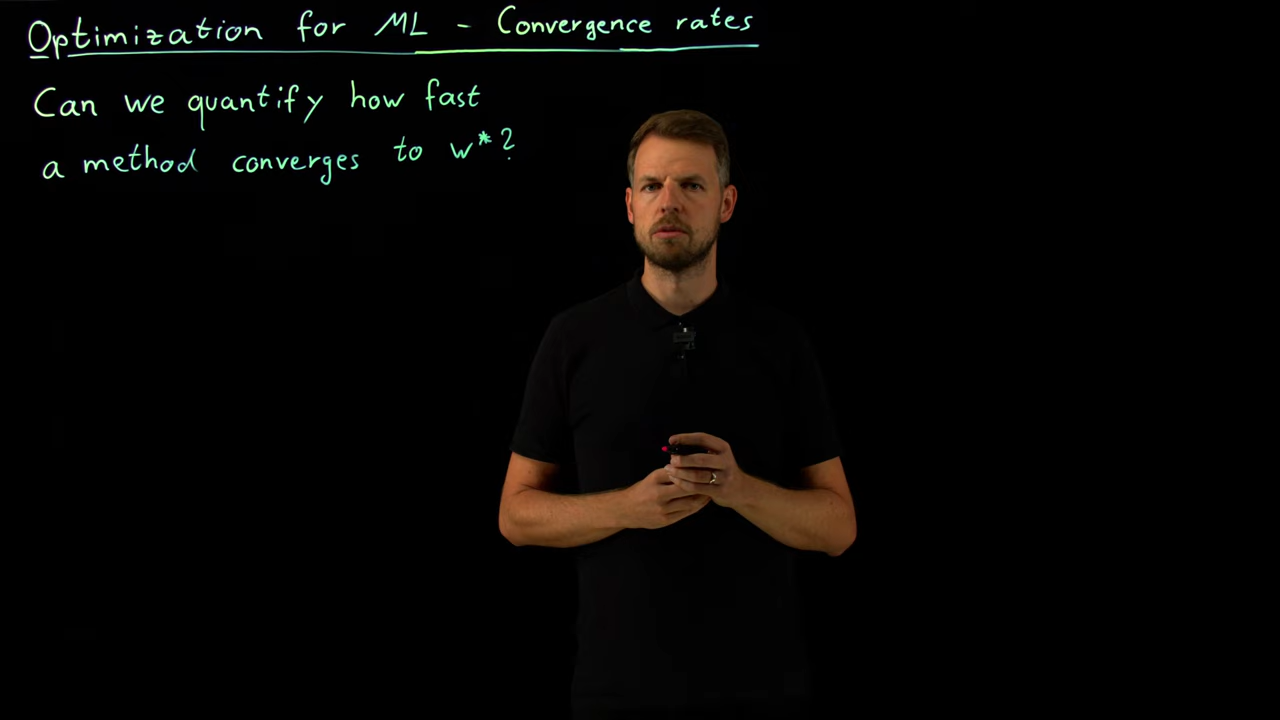 Optimization for ML - Convergence rates
Can we quantify how fast
a method converges to w*?